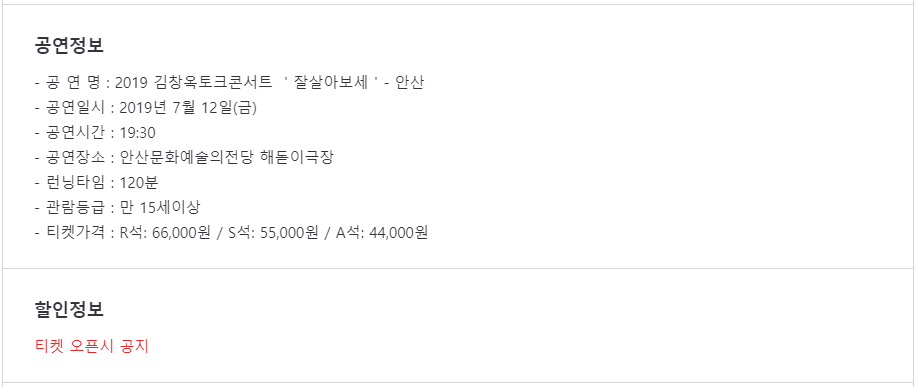 공연정보
- 공 연 명 : 2019 김창옥토크콘서트 ' 잘살아보세 ' - 안산
- 공연일시 : 2019년 7월 12일(금)
- 공연시간 : 19:30
- 공연장소 : 안산문화예술의전당 해돋이극장
- 런닝타임 : 120분
- 관람등급 : 만 15세이상
- 티켓가격 : R석: 66,000원 / S석: 55,000원 / A석: 44,000원
할인정보
티켓 오픈시 공지